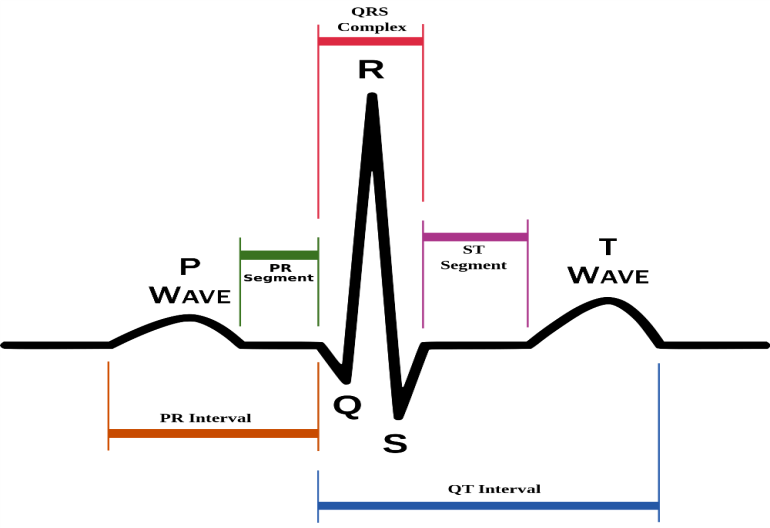 QRS
Complex
R
P
WAVE
PR
Segment
ST
Segment
T
WAVE
Q
S
PR Interval
QT Interval